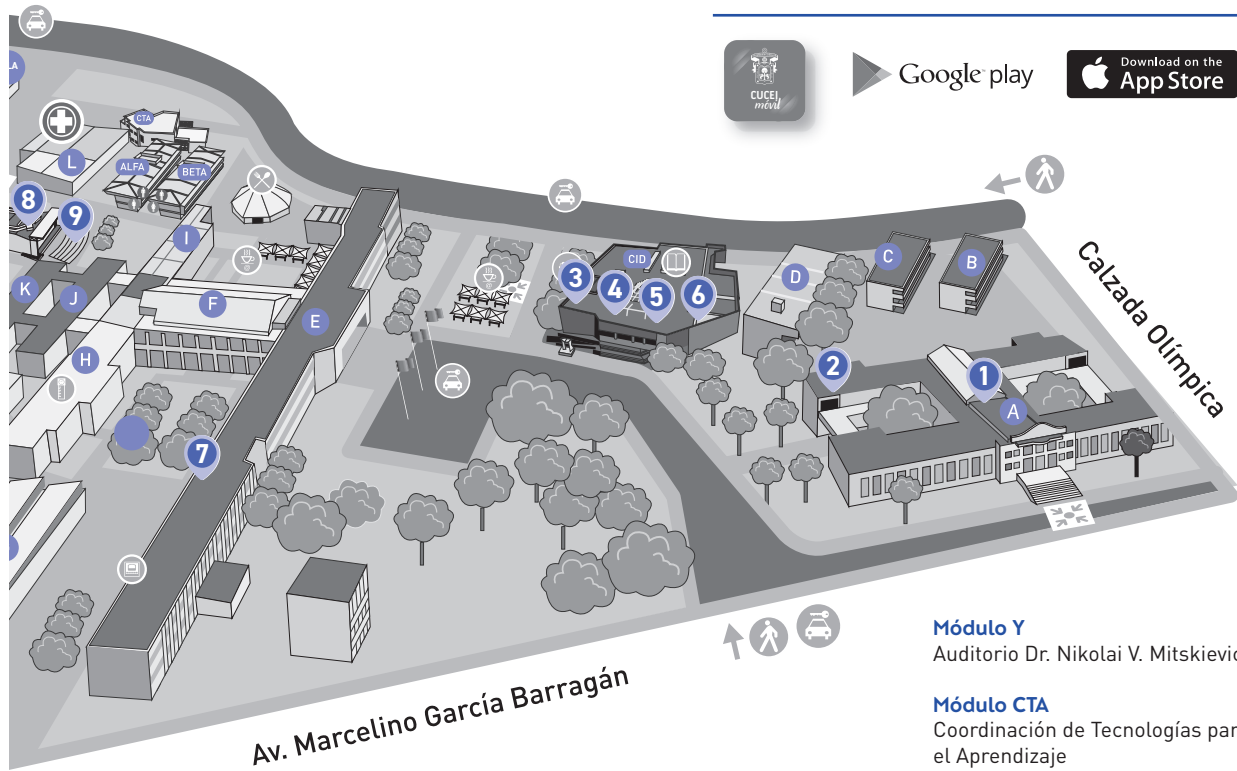 CUCEI
móvil
Google play
Download on the
App Store
LA
CTA
L
ALFA
BETA
8
9
I
K
J
F
E
H
7
3
4
5
6
CID
D
C
B
2
1
A
Calzada Olímpica
Av. Marcelino García Barragán
Módulo Y
Auditorio Dr. Nikolai V. Mitskievic
Módulo CTA
Coordinación de Tecnologías par
el Aprendizaje